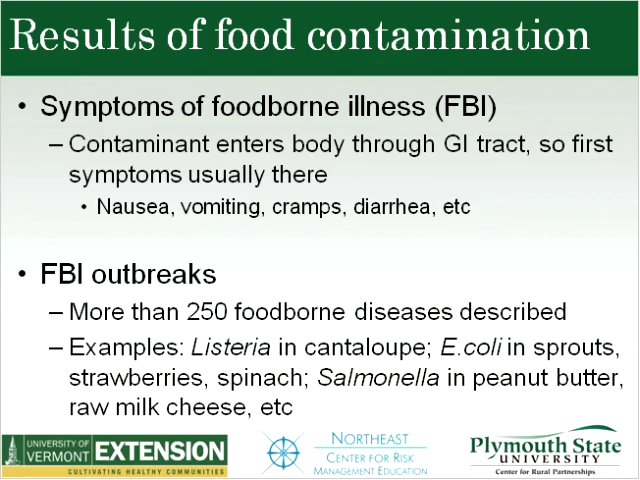 Results of food contamination
• Symptoms of foodborne illness (FBI)
– Contaminant enters body through GI tract, so first
symptoms usually there
• Nausea, vomiting, cramps, diarrhea, etc
• FBI outbreaks
– More than 250 foodborne diseases described
– Examples: Listeria in cantaloupe; E.coli in sprouts,
strawberries, spinach; Salmonella in peanut butter,
raw milk cheese, etc
UNIVERSITY OF
VERMONT EXTENSION
CULTIVATING HEALTHY COMMUNITIES
NORTHEAST
CENTER FOR RISK
MANAGEMENT EDUCATION
Plymouth State
UNIVERSITY
Center for Rural Partnerships